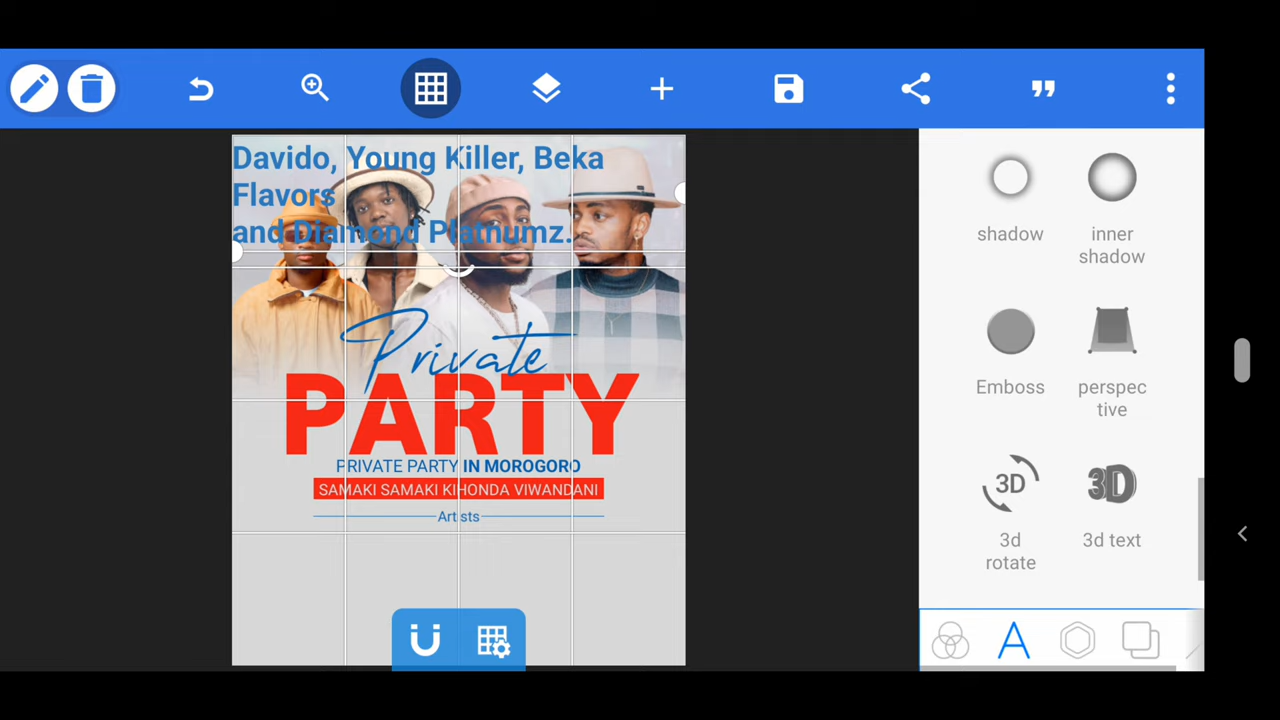 Davido, Young Killer, Beka
Flavors
and Diamond Platnumz.
Private
PARTY
PRIVATE PARTY IN MOROGORO
SAMAKI SAMAKI KIHONDA VIWANDANI
Artists
shadow
inner
shadow
Emboss
perspec
tive
3D
3d
rotate
3D
3d text
A